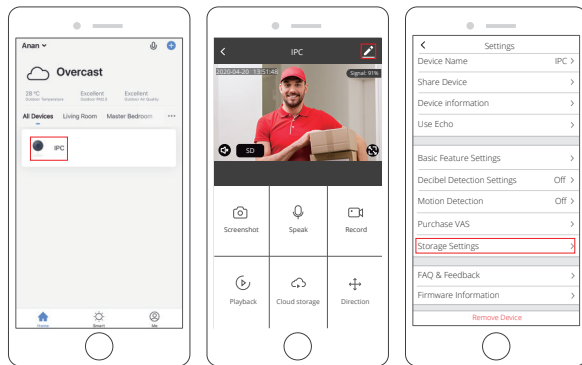 Anan
Overcast
28 °C
Excellent
Excellent
Outdoor Temperature
Outdoor PM2.5
Outdoor Air Quality
All Devices
Living Room
Master Bedroom
IPC
Home
Smart
Me
IPC
2020-04-20 13:51:48
Signal: 91%
SD
Screenshot
Speak
Record
Playback
Cloud storage
Direction
Settings
Device Name
IPC
Share Device
Device information
Use Echo
Basic Feature Settings
Decibel Detection Settings
Off
Motion Detection
Off
Purchase VAS
Storage Settings
FAQ & Feedback
Firmware Information
Remove Device